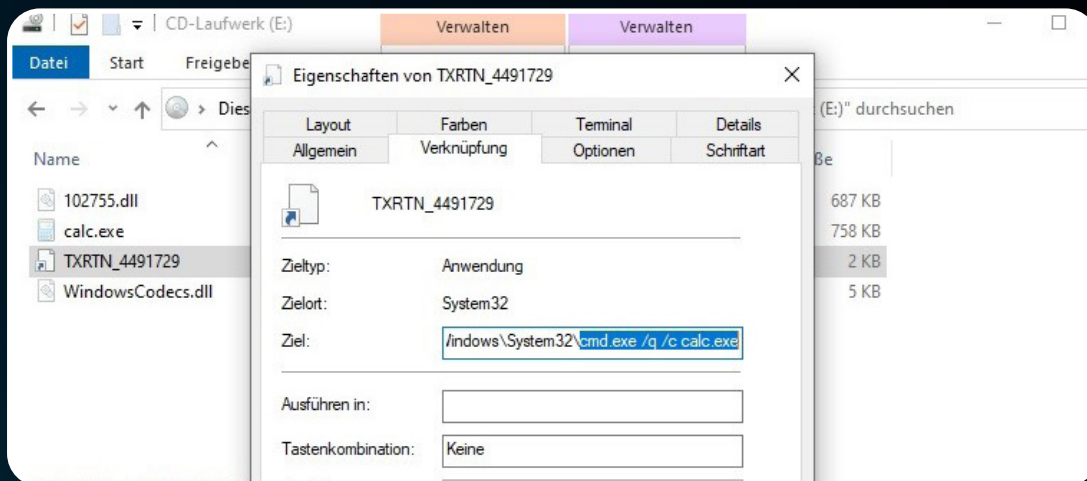 CD-Laufwerk (E:)
Verwalten
Verwalten
Datei Start Freigebe
Eigenschaften von TXRTN_4491729
Dies
(E:)" durchsuchen
Layout Farben Terminal Details
Allgemein Verknüpfung Optionen Schriftart
Name
ße
102755.dll 687 KB
calc.exe 758 KB
TXRTN_4491729 2 KB
WindowsCodecs.dll 5 KB
TXRTN_4491729
Zieltyp: Anwendung
Zielort: System32
Ziel: /indows\System32\cmd.exe /q /c calc.exe
Ausführen in:
Tastenkombination: Keine